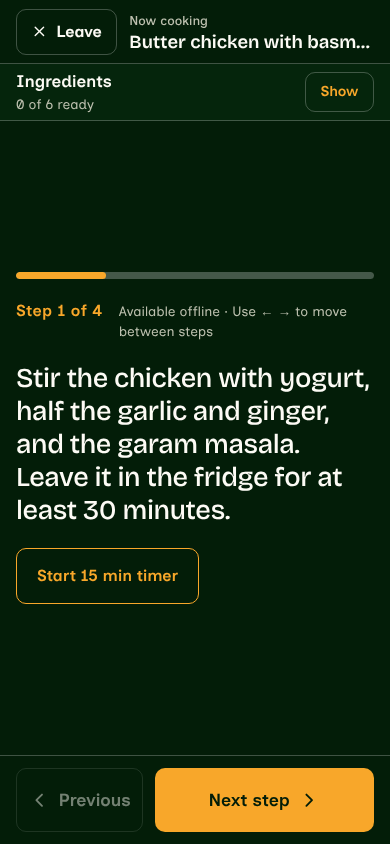 Leave
Now cooking
Butter chicken with basm...
Ingredients
0 of 6 ready
Show
Step 1 of 4
Available offline · Use ← → to move
between steps
Stir the chicken with yogurt,
half the garlic and ginger,
and the garam masala.
Leave it in the fridge for at
least 30 minutes.
Start 15 min timer
Previous
Next step